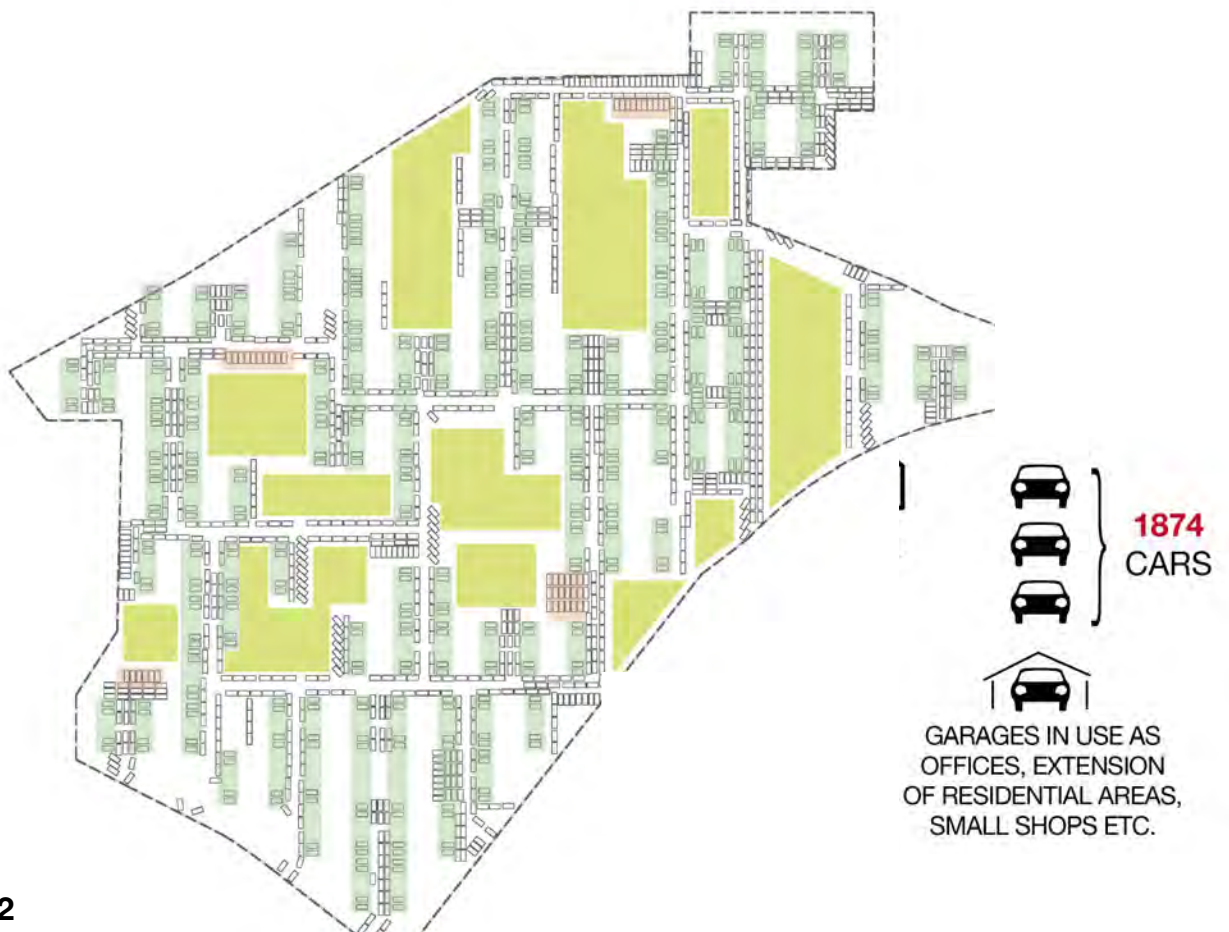 1874
CARS
GARAGES IN USE AS
OFFICES, EXTENSION
OF RESIDENTIAL AREAS,
SMALL SHOPS ETC.
2